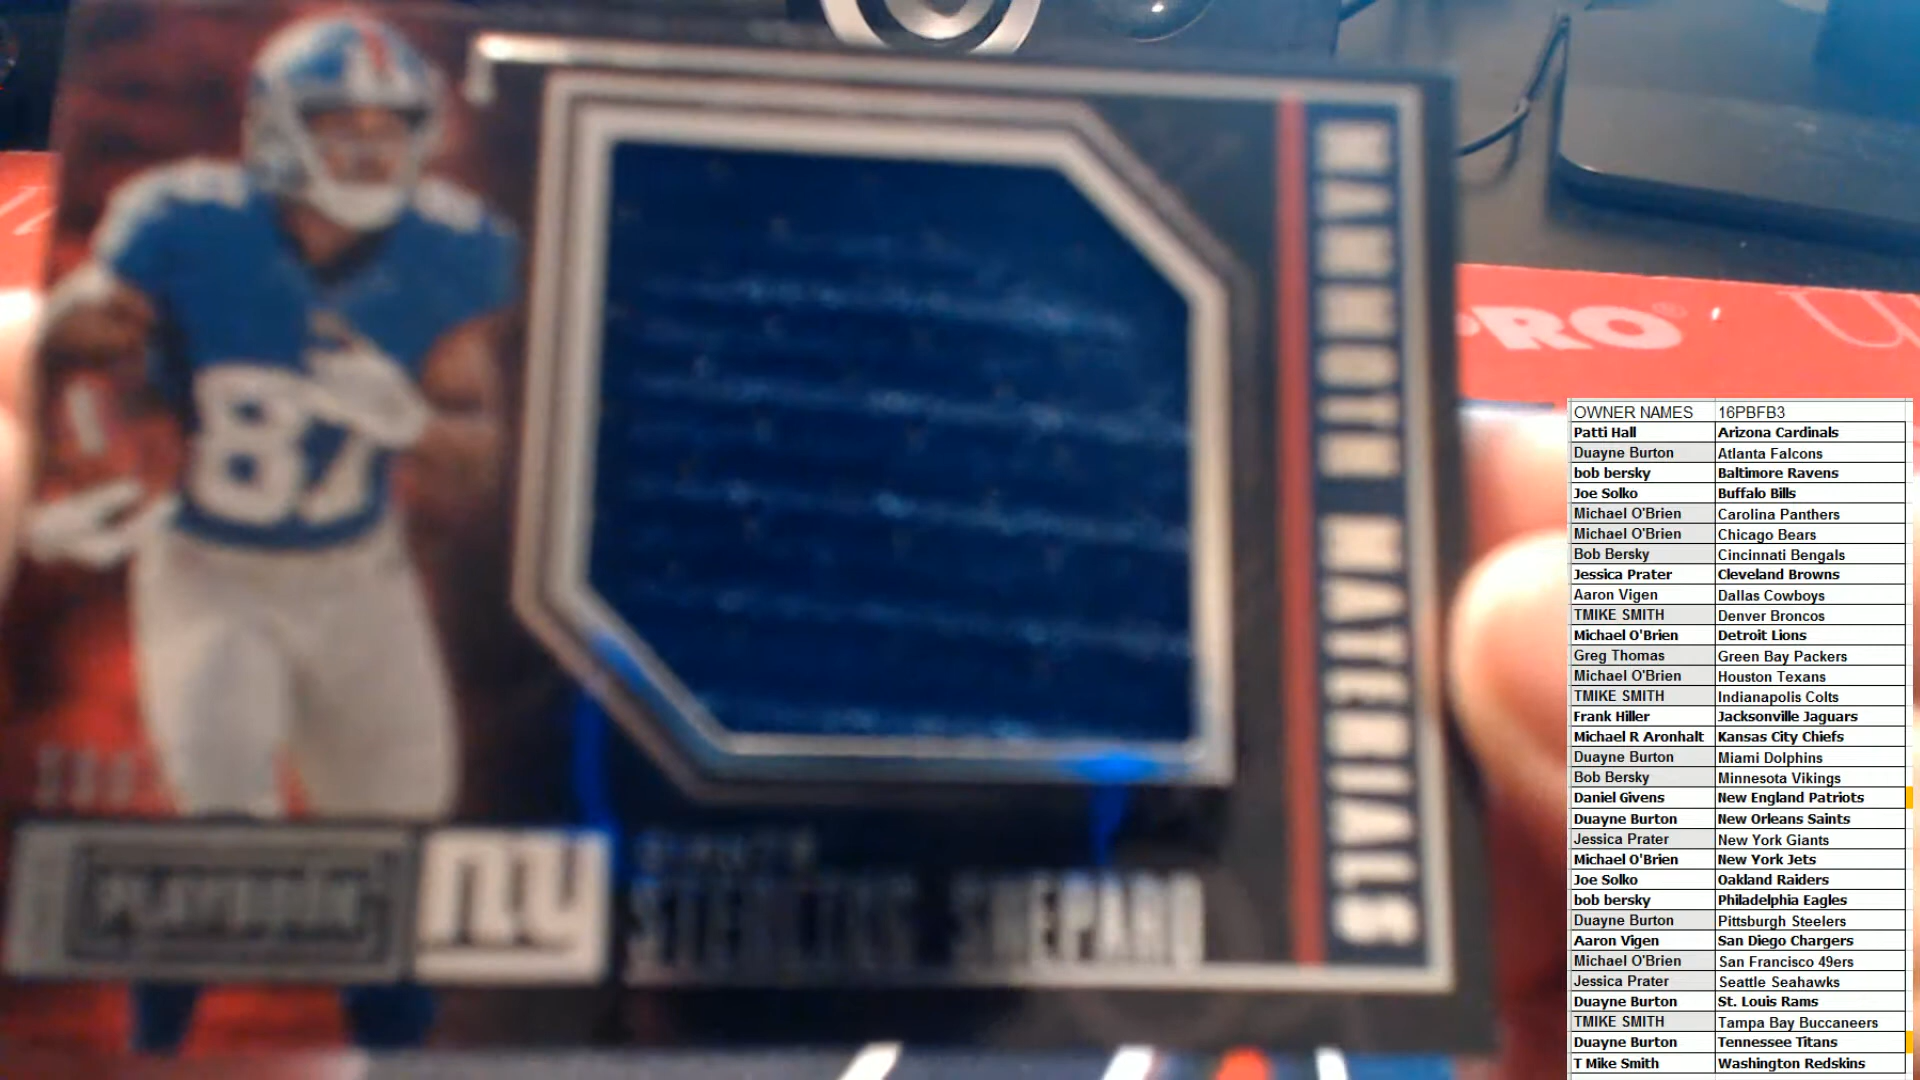 MAMMOTH MATERIALS
87
PLAYBOOK
NY
STERLING SHEPARD
PRO®
OWNER NAMES 16PBFB3
Patti Hall Arizona Cardinals
Duayne Burton Atlanta Falcons
bob bersky Baltimore Ravens
Joe Solko Buffalo Bills
Michael O'Brien Carolina Panthers
Michael O'Brien Chicago Bears
Bob Bersky Cincinnati Bengals
Jessica Prater Cleveland Browns
Aaron Vigen Dallas Cowboys
TMIKE SMITH Denver Broncos
Michael O'Brien Detroit Lions
Greg Thomas Green Bay Packers
Michael O'Brien Houston Texans
TMIKE SMITH Indianapolis Colts
Frank Hiller Jacksonville Jaguars
Michael R Aronhalt Kansas City Chiefs
Duayne Burton Miami Dolphins
Bob Bersky Minnesota Vikings
Daniel Givens New England Patriots
Duayne Burton New Orleans Saints
Jessica Prater New York Giants
Michael O'Brien New York Jets
Joe Solko Oakland Raiders
bob bersky Philadelphia Eagles
Duayne Burton Pittsburgh Steelers
Aaron Vigen San Diego Chargers
Michael O'Brien San Francisco 49ers
Jessica Prater Seattle Seahawks
Duayne Burton St. Louis Rams
TMIKE SMITH Tampa Bay Buccaneers
Duayne Burton Tennessee Titans
T Mike Smith Washington Redskins